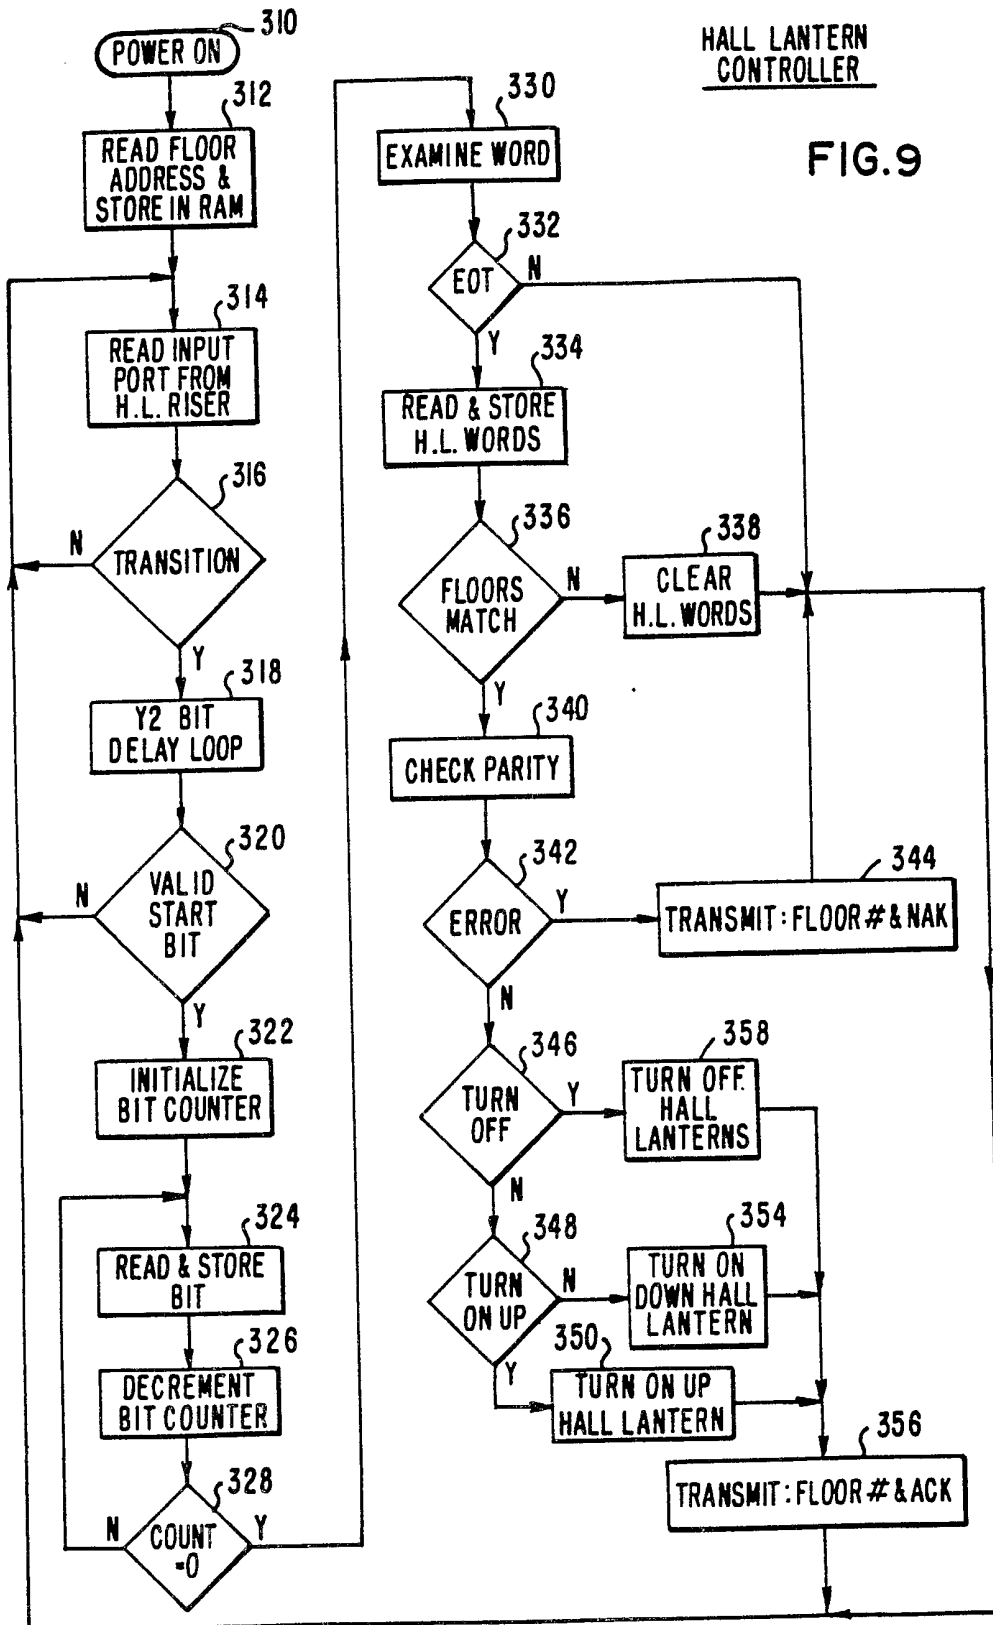 HALL LANTERN
CONTROLLER
FIG.9
310
POWER ON
312
READ FLOOR
ADDRESS &
STORE IN RAM
314
READ INPUT
PORT FROM
H.L. RISER
316
TRANSITION
N
Y
318
Y2 BIT
DELAY LOOP
320
VALID
START
BIT
N
Y
322
INITIALIZE
BIT COUNTER
324
READ & STORE
BIT
326
DECREMENT
BIT COUNTER
328
COUNT
=0
N
Y
330
EXAMINE WORD
332
EOT
N
Y
334
READ & STORE
H.L. WORDS
336
FLOORS
MATCH
N
Y
338
CLEAR
H.L. WORDS
340
CHECK PARITY
342
ERROR
Y
N
344
TRANSMIT: FLOOR # & NAK
346
TURN
OFF
Y
N
358
TURN OFF.
HALL
LANTERNS
348
TURN
ON UP
N
Y
354
TURN ON
DOWN HALL
LANTERN
350
TURN ON UP
HALL LANTERN
356
TRANSMIT: FLOOR # & ACK